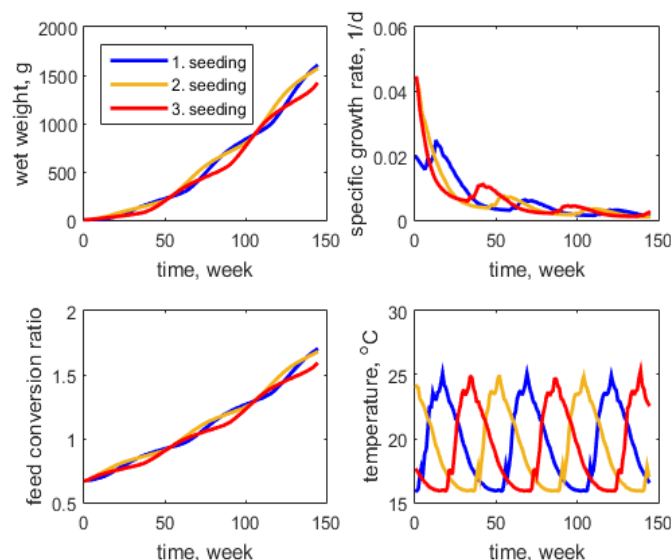 wet weight, g
2000
1500
1000
500
0
0 50 100 150
time, week
1. seeding
2. seeding
3. seeding
specific growth rate, 1/d
0.06
0.04
0.02
0
0 50 100 150
time, week
feed conversion ratio
2
1.5
1
0.5
0 50 100 150
time, week
temperature, °C
30
25
20
15
0 50 100 150
time, week